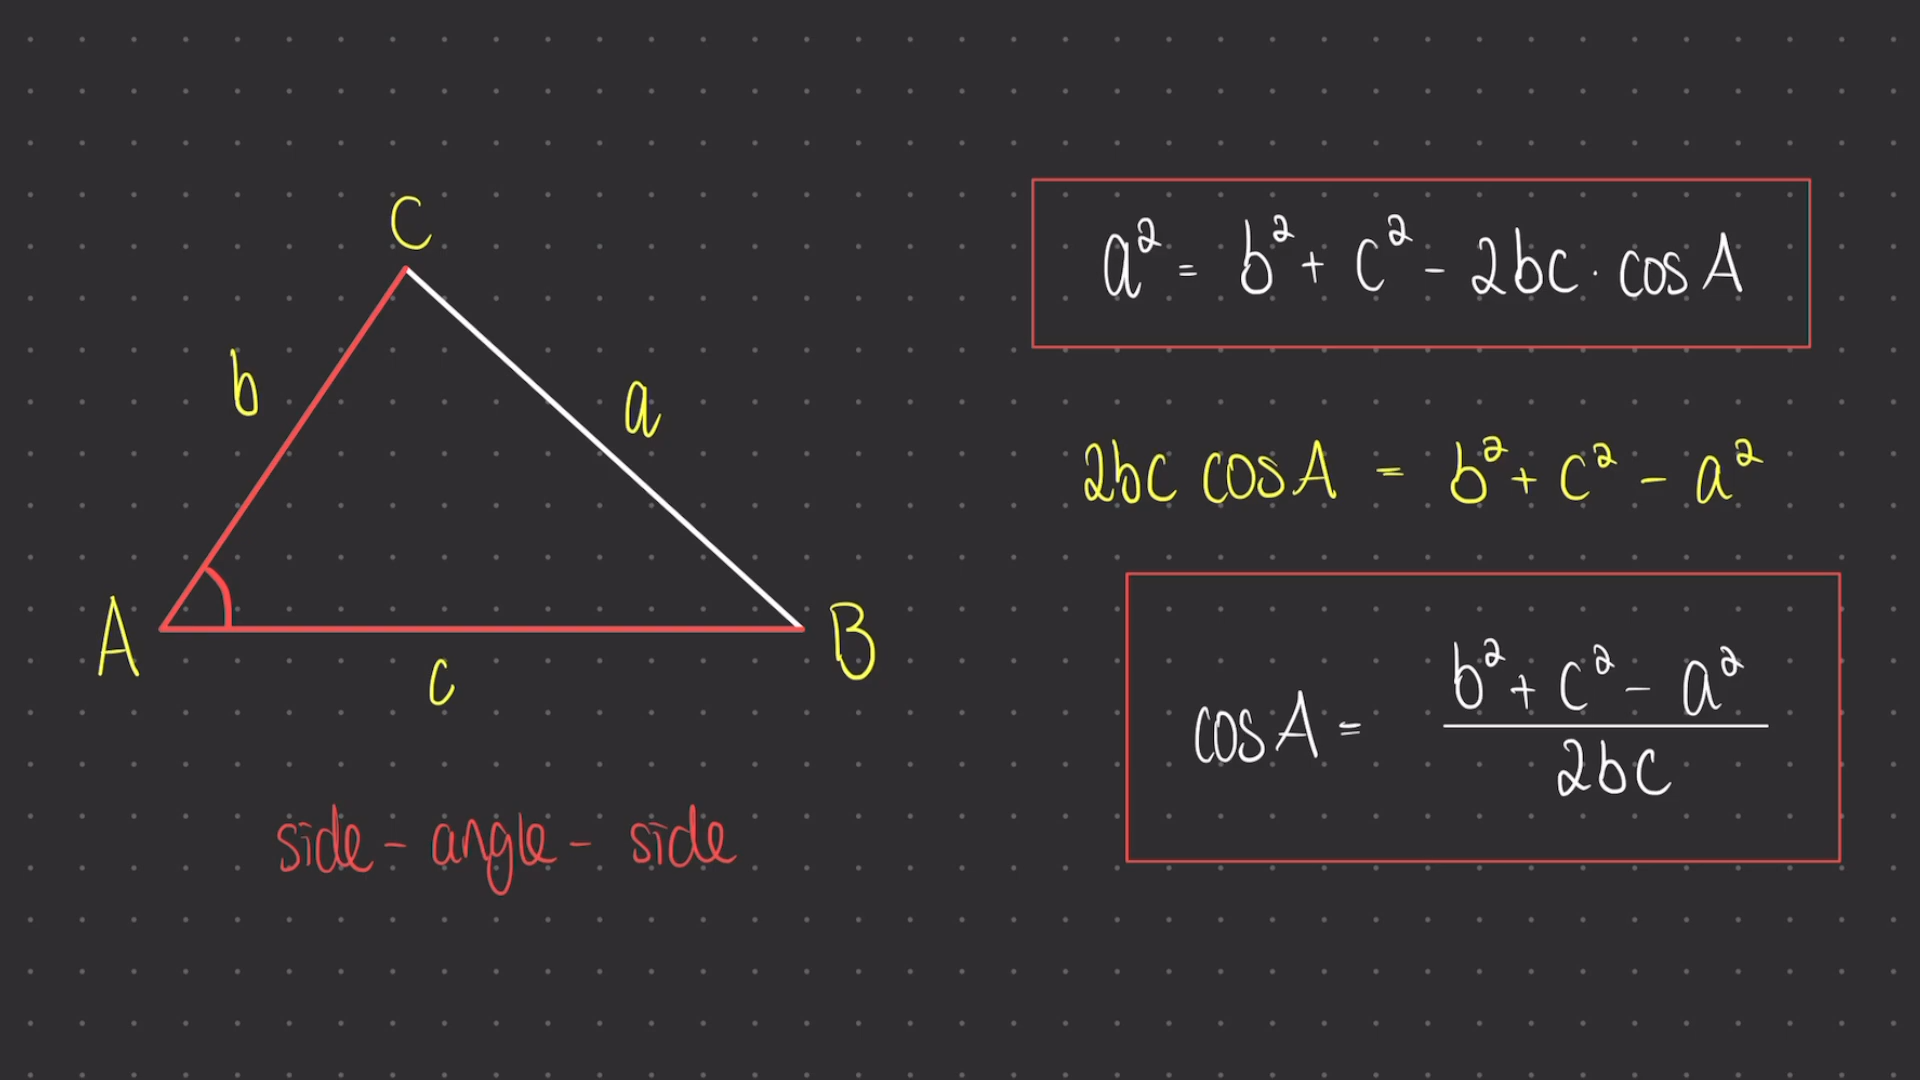 C
b
a
A
B
c
side - angle - side
a² = b² + c² - 2bc · cos A
2bc cos A = b² + c² - a²
cos A = b² + c² - a²
2bc